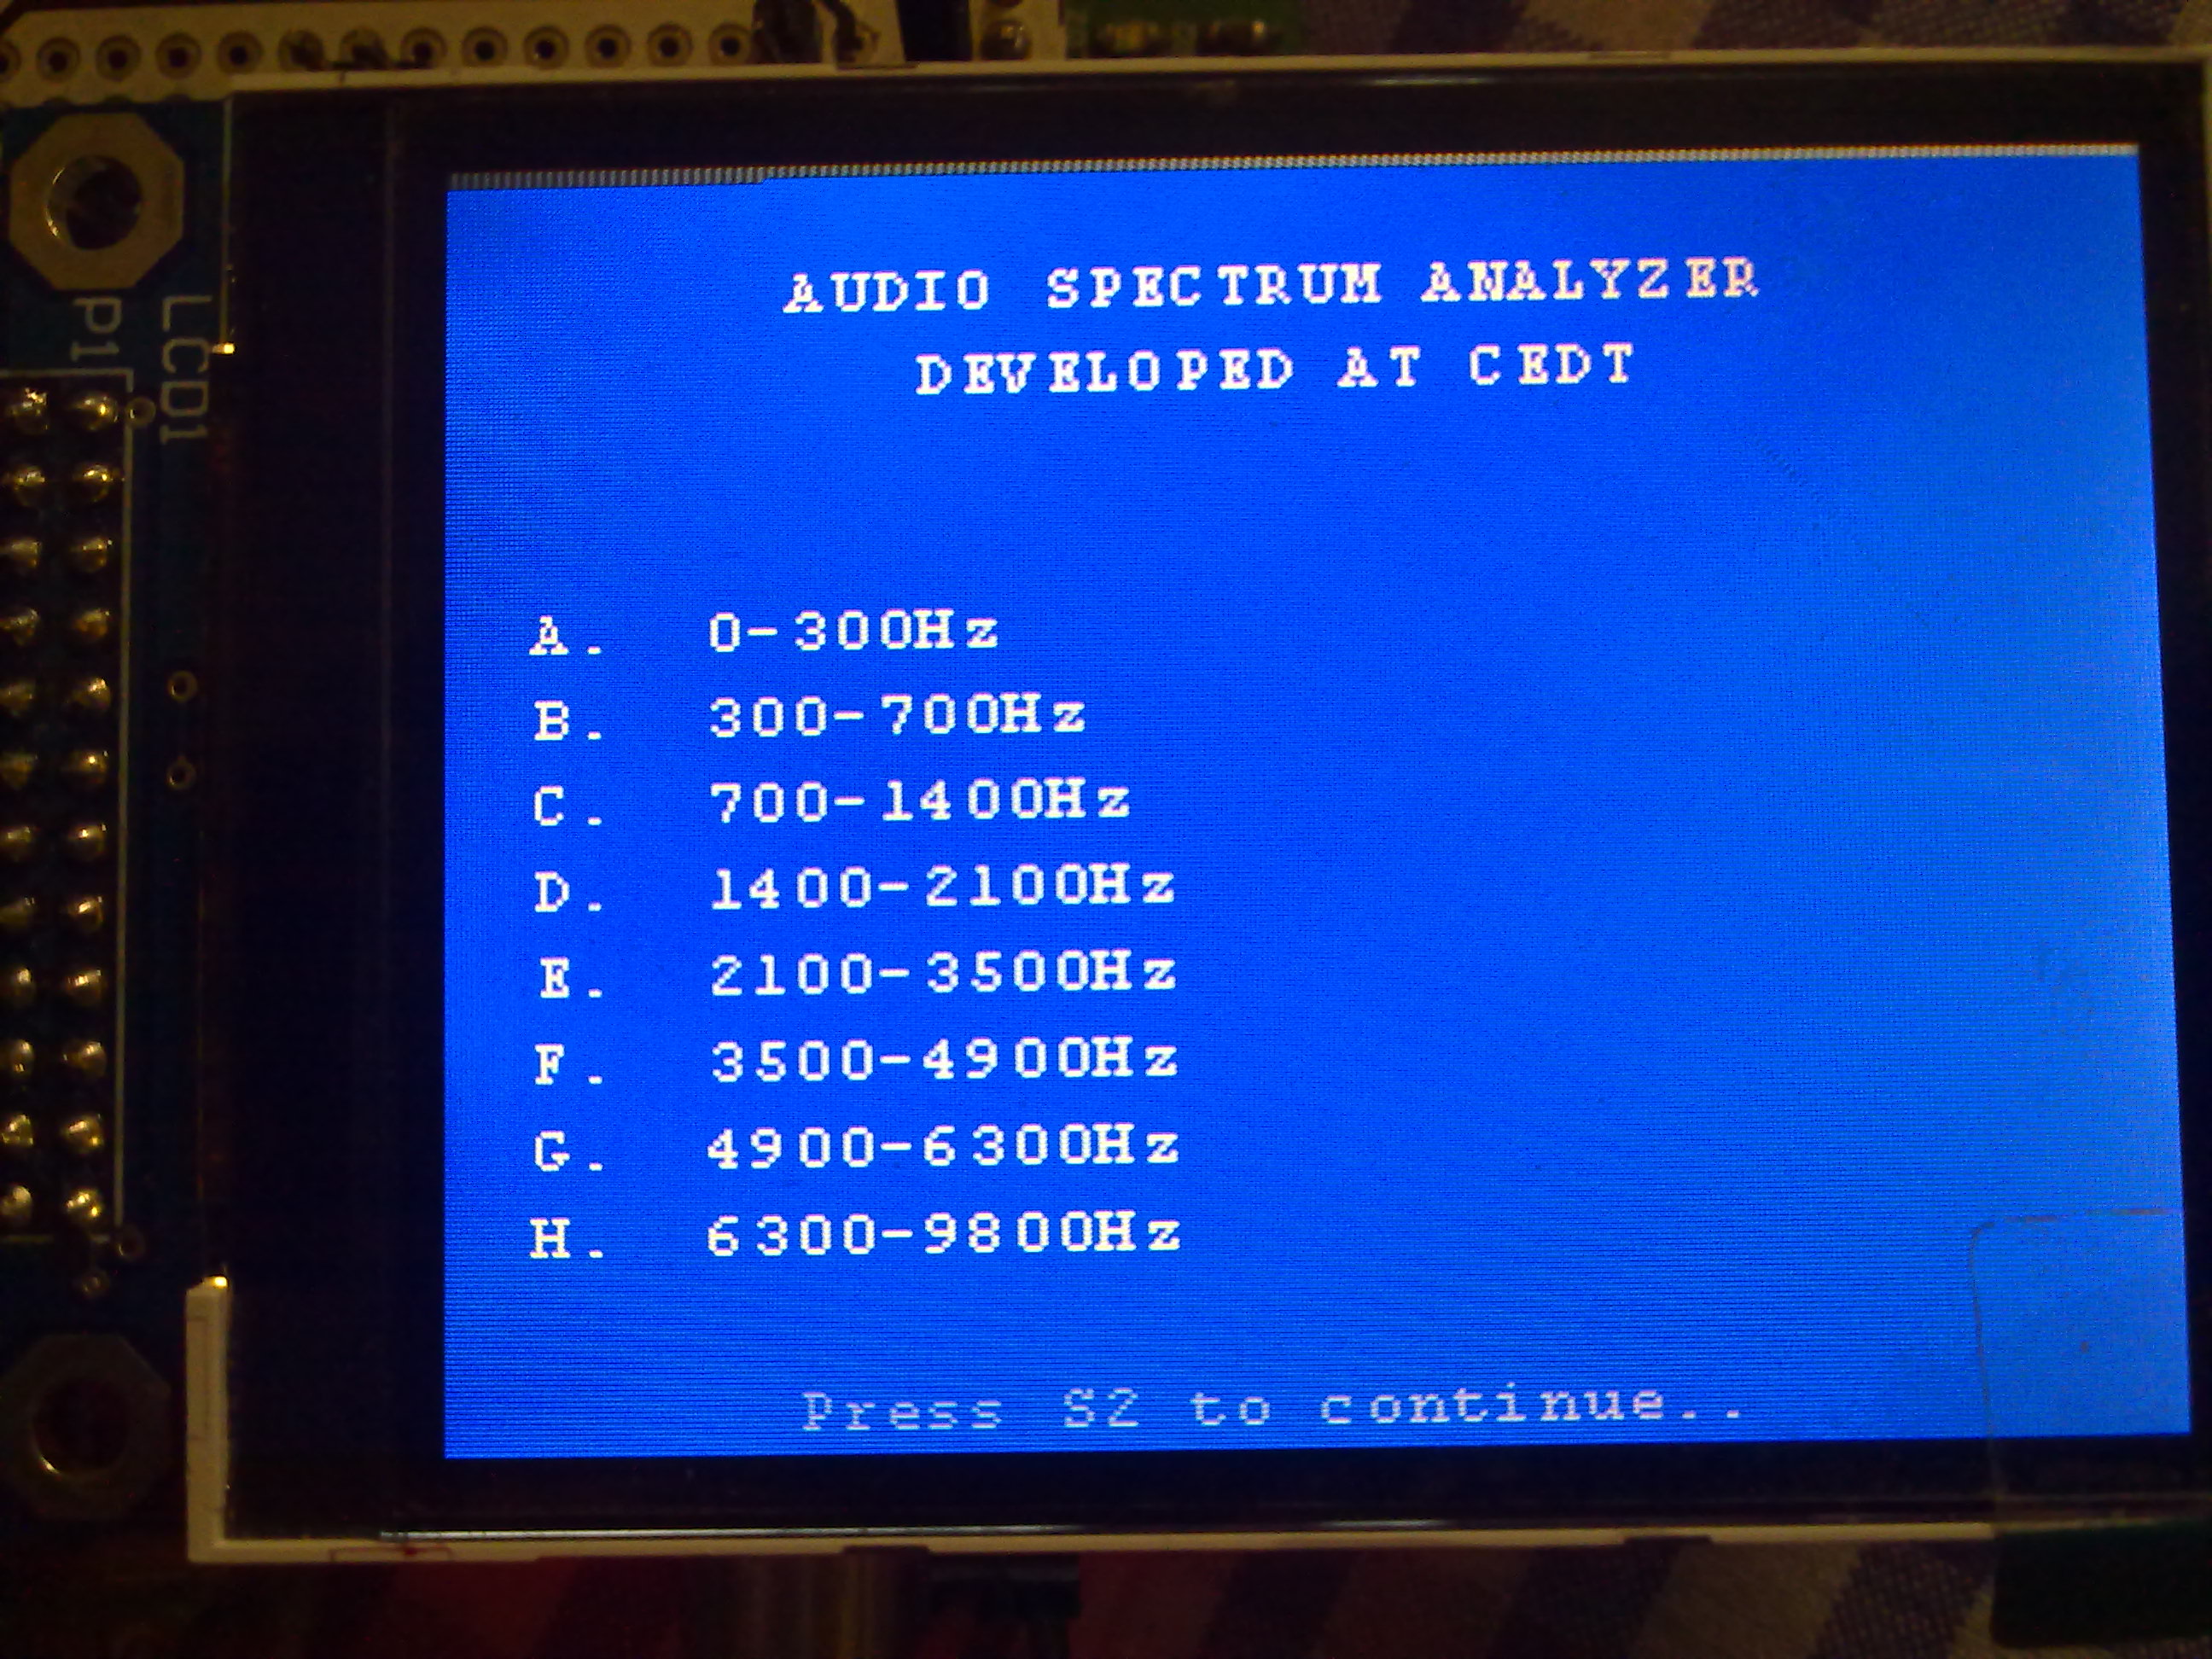 AUDIO SPECTRUM ANALYZER
DEVELOPED AT CEDT
A. 0-300Hz
B. 300-700Hz
C. 700-1400Hz
D. 1400-2100Hz
E. 2100-3500Hz
F. 3500-4900Hz
G. 4900-6300Hz
H. 6300-9800Hz
Press S2 to continue..
LCD1
P1